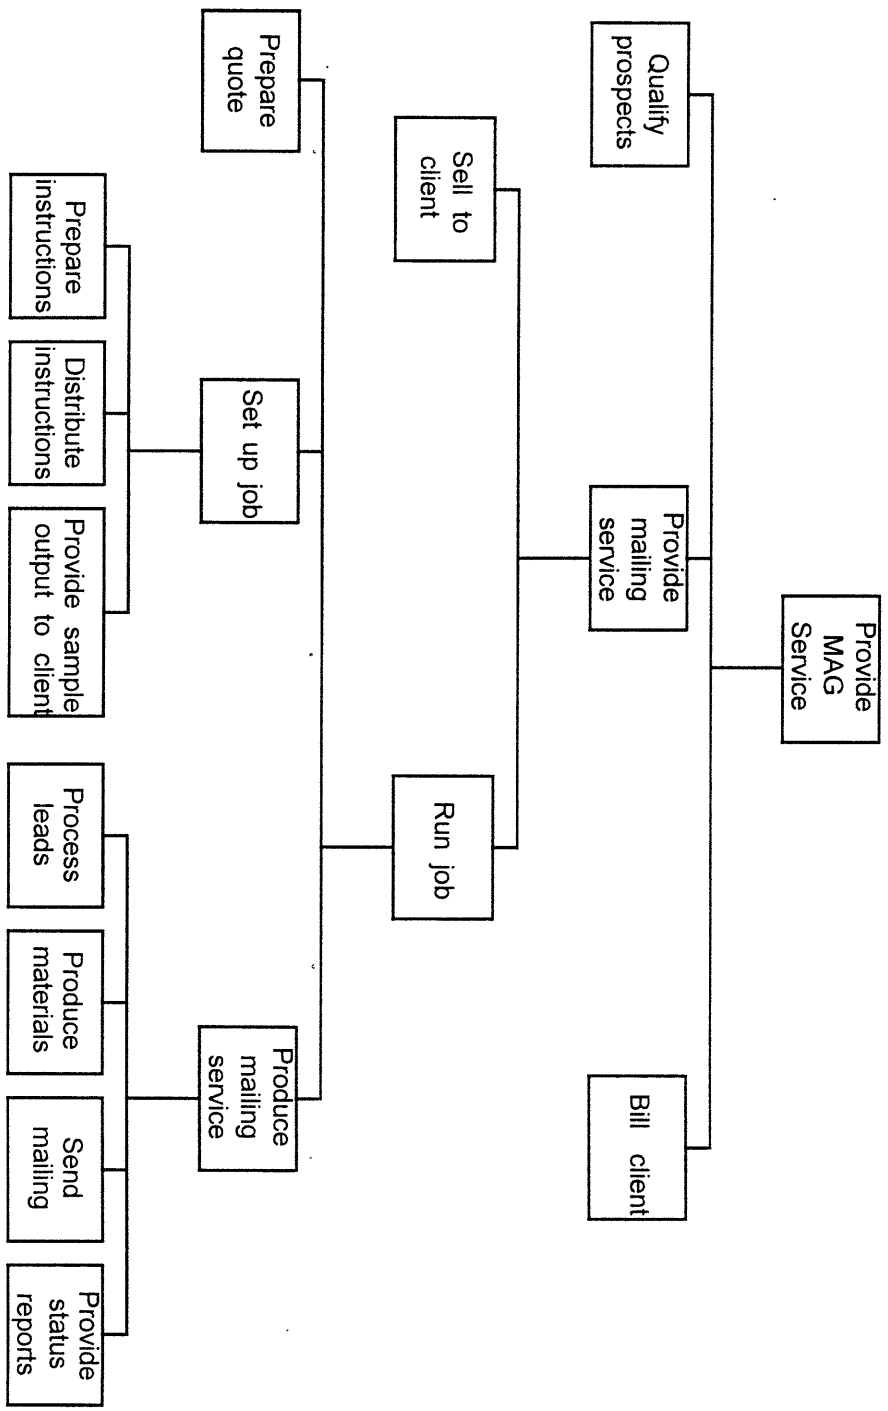 Provide
MAG
Service
Qualify
prospects
Provide
mailing
service
Bill client
Sell to
client
Run job
Prepare
quote
Set up job
Produce
mailing
service
Prepare
instructions
Distribute
instructions
Provide sample
output to client
Process
leads
Produce
materials
Send
mailing
Provide
status
reports